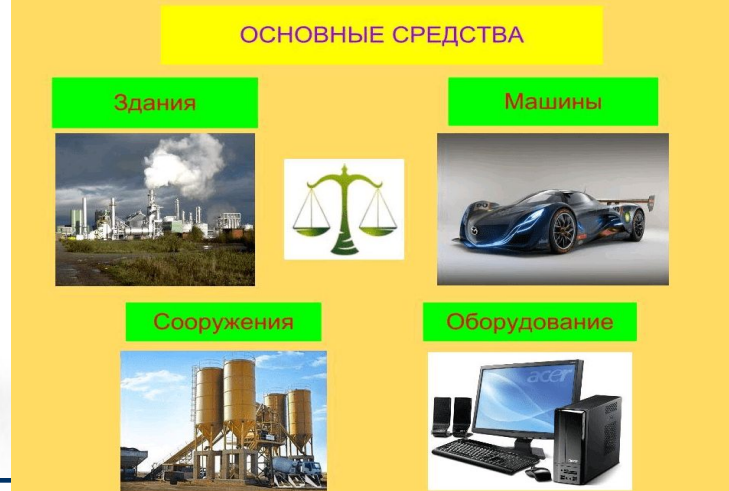 ОСНОВНЫЕ СРЕДСТВА
Здания
Машины
Сооружения
Оборудование
acer